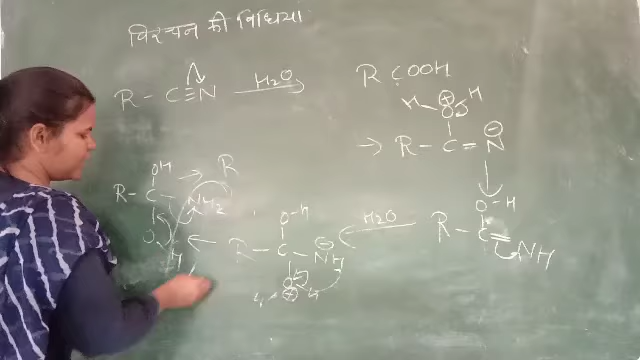 विरचन की विधियां
R - C ≡ N H₂O → R COOH
H O ⊕ H
→ R - C = N ⊖
O - H
R - C = NH
H₂O
O - H
R - C - NH ⊖
O ⊕
OH → R
R - C - NH₂
O
H